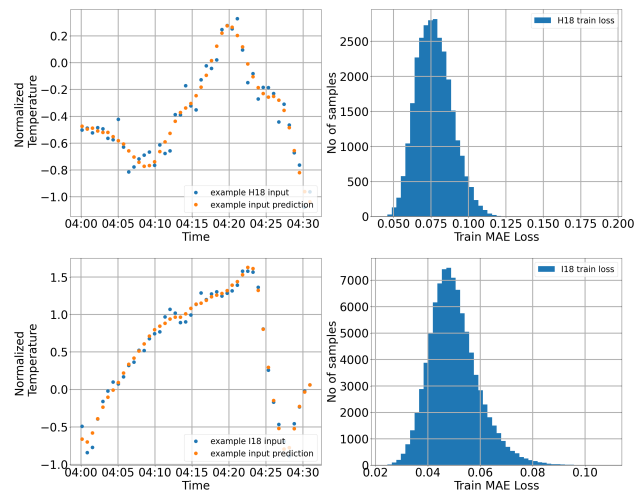 0.2
0.0
−0.2
−0.4
−0.6
−0.8
−1.0
Normalized
Temperature
example H18 input
example input prediction
04:00 04:05 04:10 04:15 04:20 04:25 04:30
Time
2500
2000
1500
1000
500
0
No of samples
H18 train loss
0.050 0.075 0.100 0.125 0.150 0.175 0.200
Train MAE Loss
1.5
1.0
0.5
0.0
−0.5
−1.0
Normalized
Temperature
example I18 input
example input prediction
04:00 04:05 04:10 04:15 04:20 04:25 04:30
Time
7000
6000
5000
4000
3000
2000
1000
0
No of samples
I18 train loss
0.02 0.04 0.06 0.08 0.10
Train MAE Loss